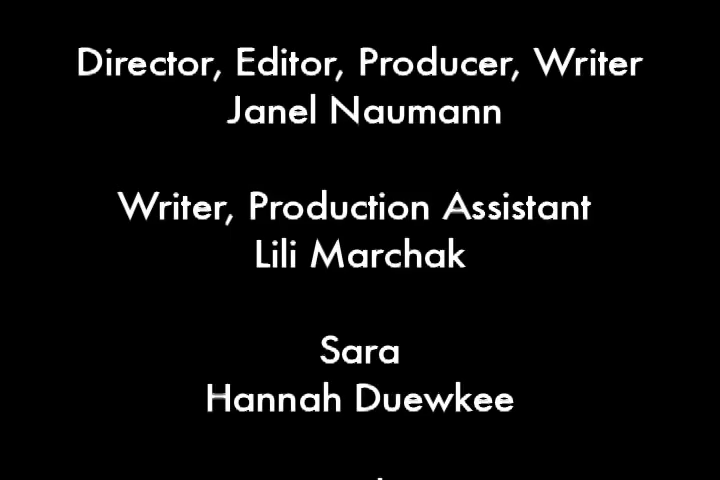 Director, Editor, Producer, Writer
Janel Naumann
Writer, Production Assistant
Lili Marchak
Sara
Hannah Duewkee